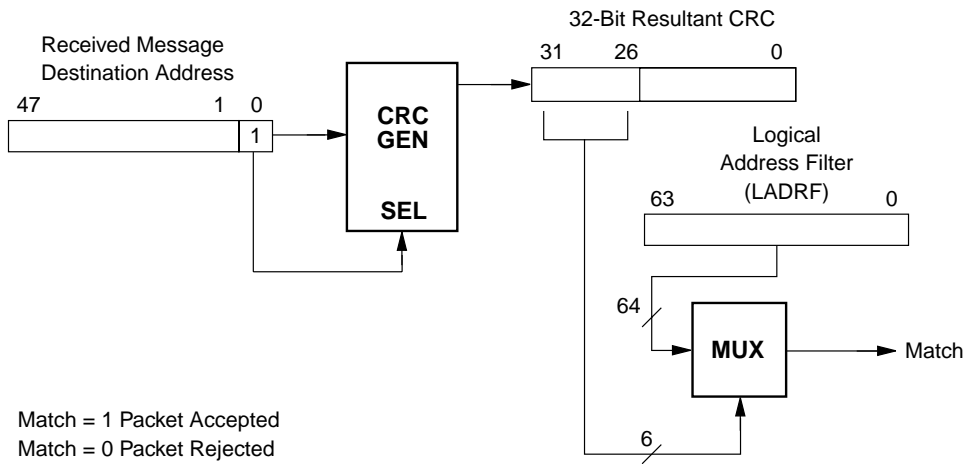 32-Bit Resultant CRC
Received Message
Destination Address
31 26 0
47 1 0
1
CRC
GEN
SEL
Logical
Address Filter
(LADRF)
63 0
64
MUX
Match
6
Match = 1 Packet Accepted
Match = 0 Packet Rejected